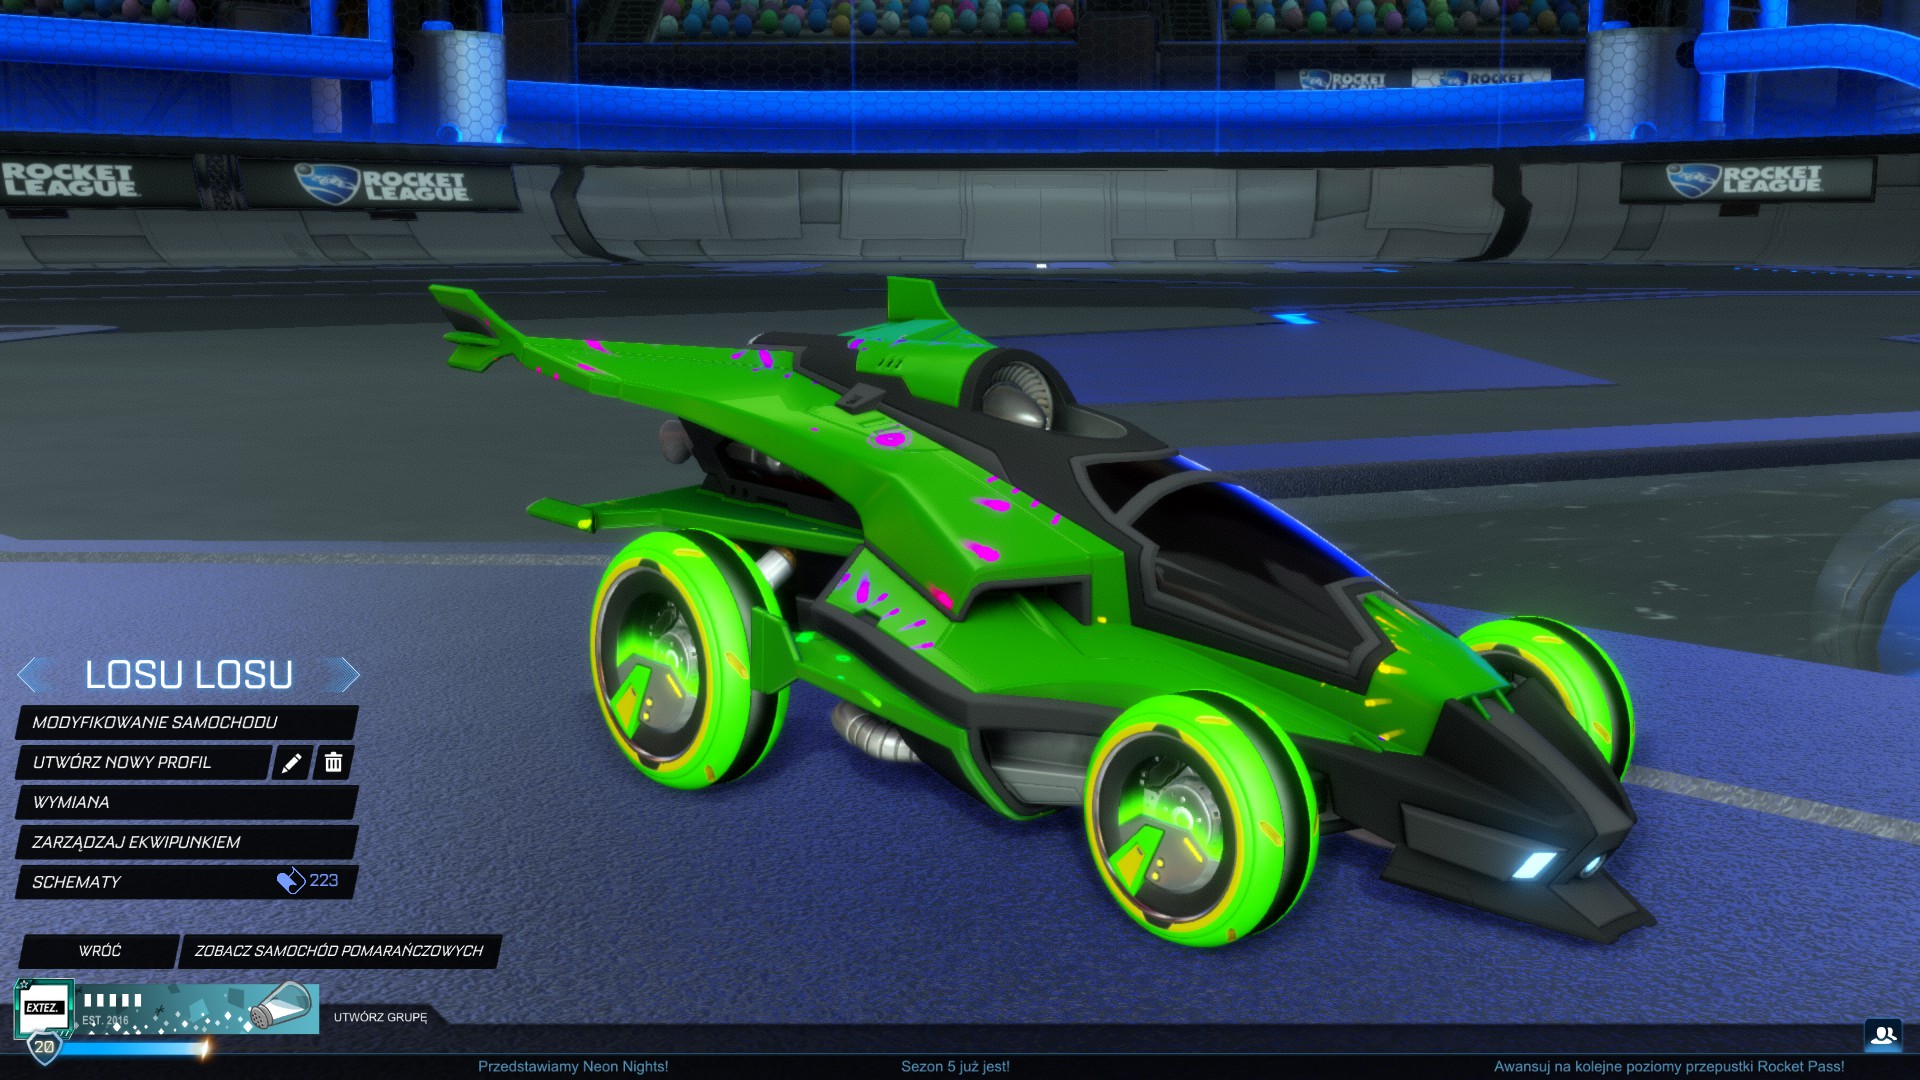 ROCKET
ROCKET
ROCKET
LEAGUE
ROCKET
LEAGUE
ROCKET
LEAGUE
LOSU LOSU
MODYFIKOWANIE SAMOCHODU
UTWÓRZ NOWY PROFIL
WYMIANA
ZARZĄDZAJ EKWIPUNKIEM
SCHEMATY 223
WRÓĆ ZOBACZ SAMOCHÓD POMARAŃCZOWYCH
EXTEZ.
EST. 2016
UTWÓRZ GRUPĘ
20
Przedstawiamy Neon Nights! Sezon 5 już jest! Awansuj na kolejne poziomy przepustki Rocket Pass!